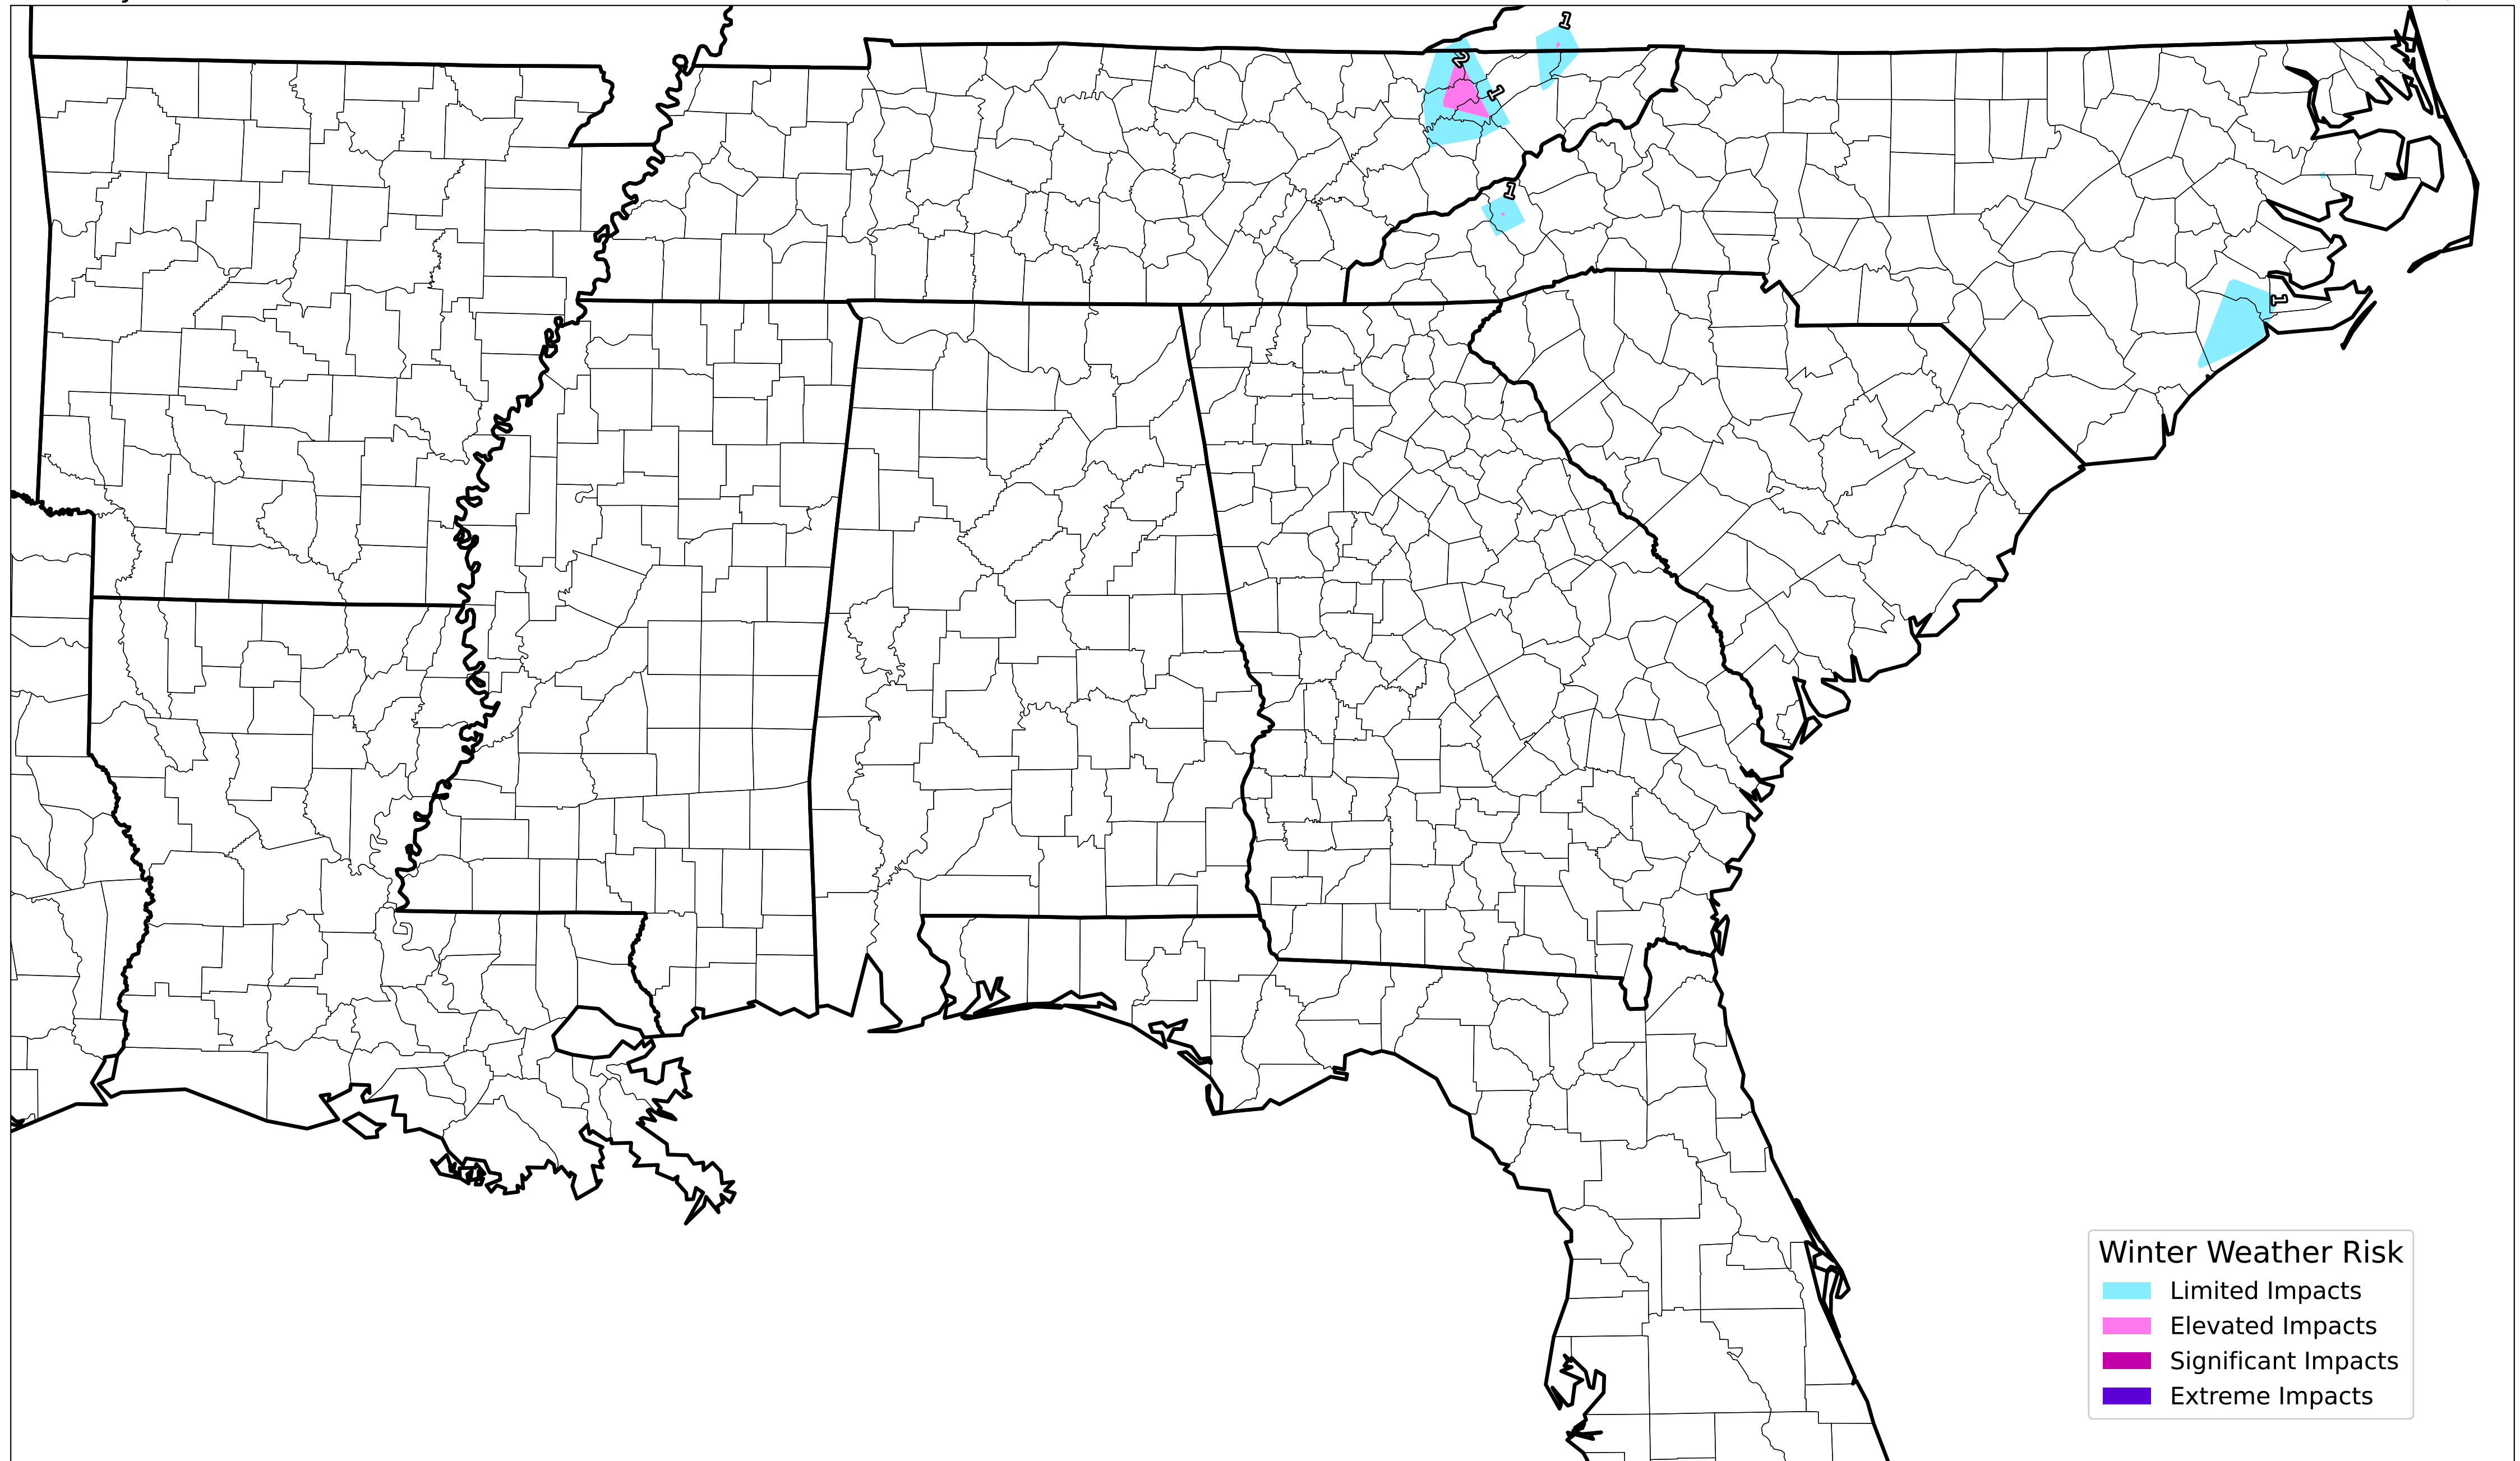 1
2
1
1
1
Winter Weather Risk
Limited Impacts
Elevated Impacts
Significant Impacts
Extreme Impacts